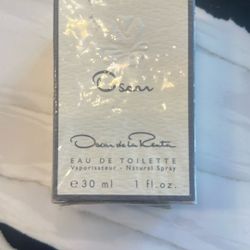 Oscar
Oscar de la Renta
EAU DE TOILETTE
Vaporisateur - Natural Spray
℮ 30 ml 1 fl.oz.